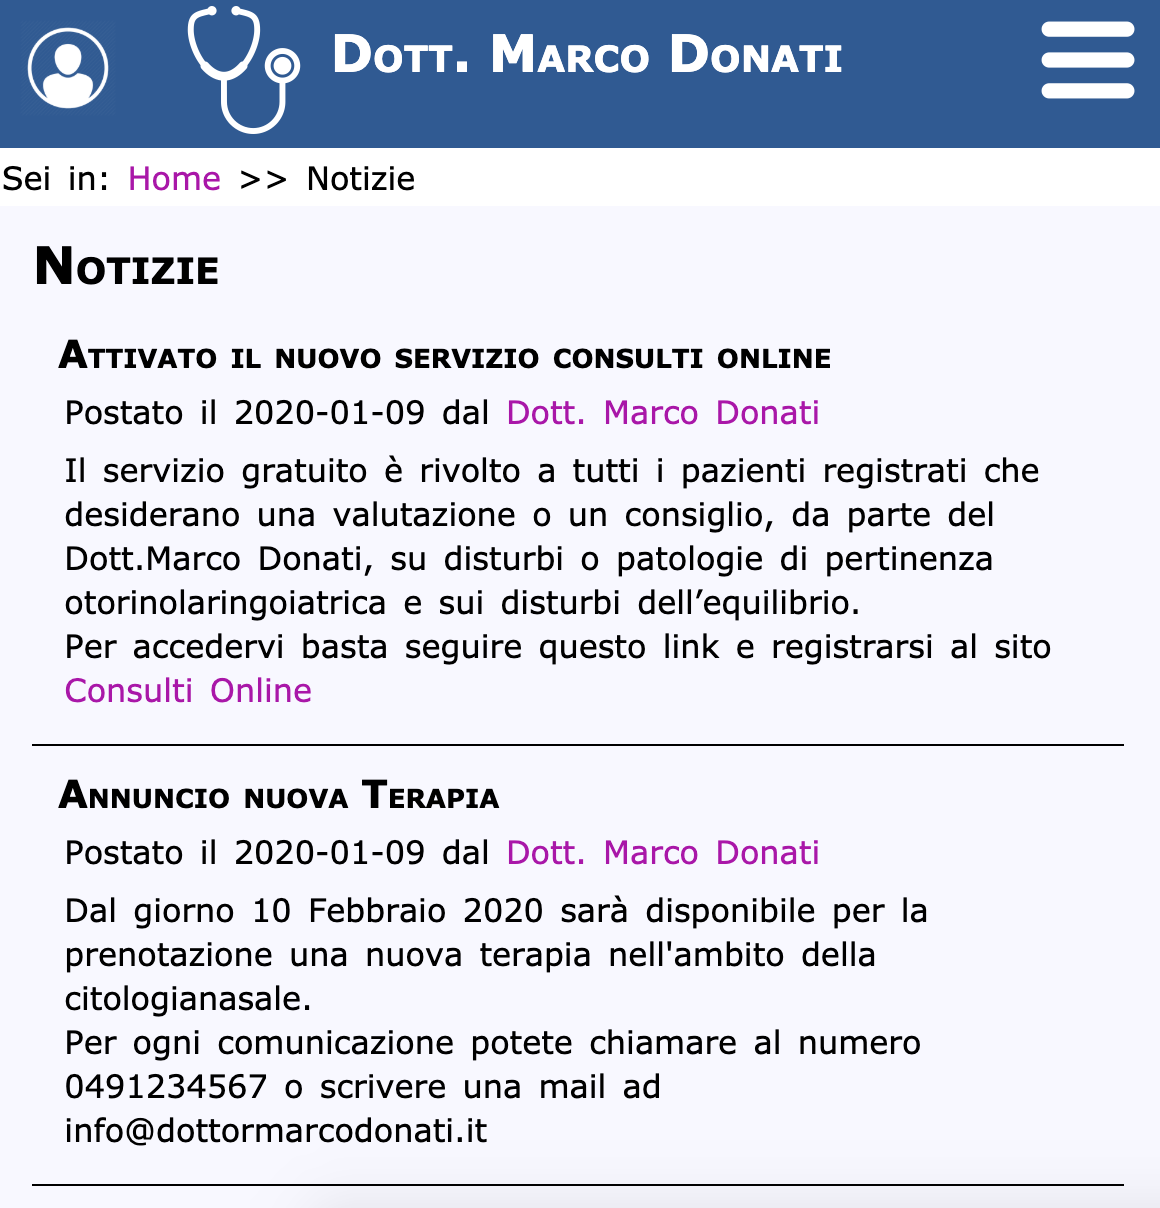 Dott. Marco Donati
Sei in: Home >> Notizie
Notizie
Attivato il nuovo servizio consulti online
Postato il 2020-01-09 dal Dott. Marco Donati
Il servizio gratuito è rivolto a tutti i pazienti registrati che
desiderano una valutazione o un consiglio, da parte del
Dott.Marco Donati, su disturbi o patologie di pertinenza
otorinolaringoiatrica e sui disturbi dell’equilibrio.
Per accedervi basta seguire questo link e registrarsi al sito
Consulti Online
Annuncio nuova Terapia
Postato il 2020-01-09 dal Dott. Marco Donati
Dal giorno 10 Febbraio 2020 sarà disponibile per la
prenotazione una nuova terapia nell'ambito della
citologianasale.
Per ogni comunicazione potete chiamare al numero
0491234567 o scrivere una mail ad
info@dottormarcodonati.it